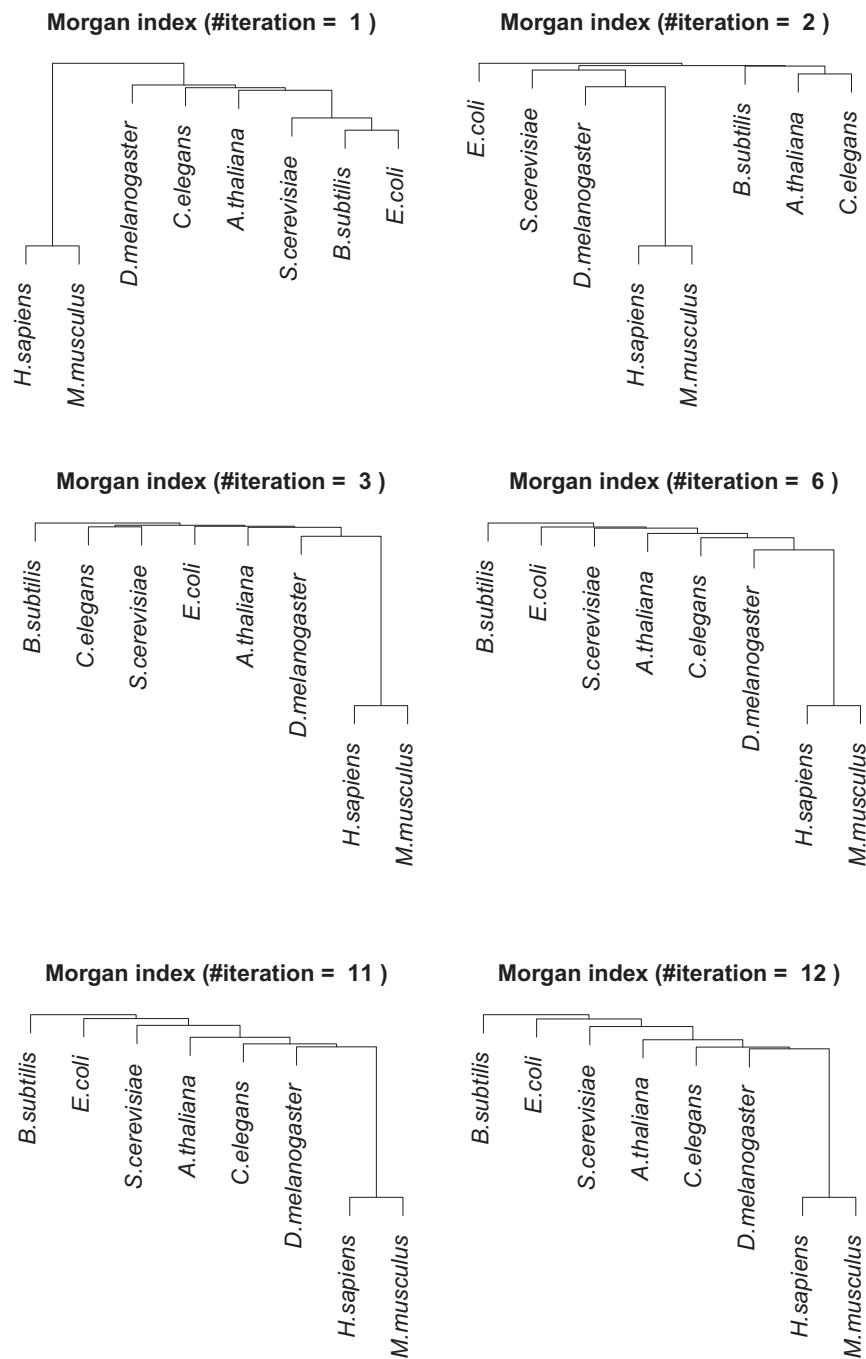 Morgan index (#iteration = 1 )
H.sapiens
M.musculus
D.melanogaster
C.elegans
A.thaliana
S.cerevisiae
B.subtilis
E.coli
Morgan index (#iteration = 2 )
E.coli
S.cerevisiae
D.melanogaster
H.sapiens
M.musculus
B.subtilis
A.thaliana
C.elegans
Morgan index (#iteration = 3 )
B.subtilis
C.elegans
S.cerevisiae
E.coli
A.thaliana
D.melanogaster
H.sapiens
M.musculus
Morgan index (#iteration = 6 )
B.subtilis
E.coli
S.cerevisiae
A.thaliana
C.elegans
D.melanogaster
H.sapiens
M.musculus
Morgan index (#iteration = 11 )
B.subtilis
E.coli
S.cerevisiae
A.thaliana
C.elegans
D.melanogaster
H.sapiens
M.musculus
Morgan index (#iteration = 12 )
B.subtilis
E.coli
S.cerevisiae
A.thaliana
C.elegans
D.melanogaster
H.sapiens
M.musculus